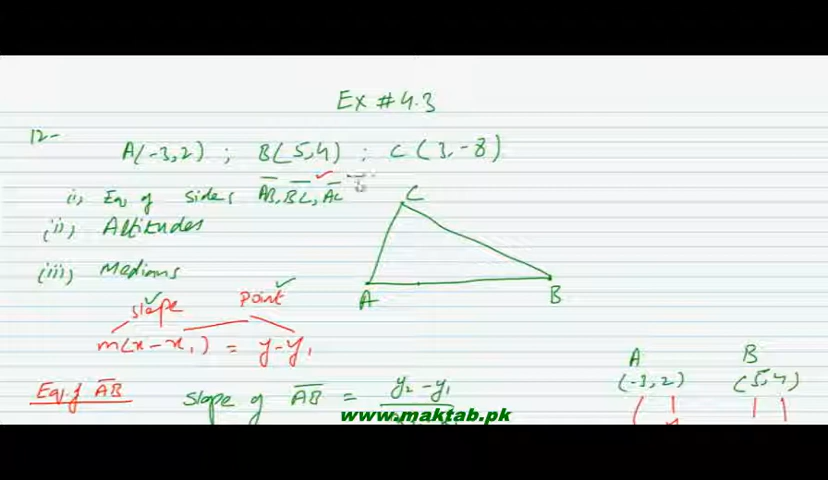 Ex # 4.3
12-
A(-3,2) ; B(5,4) ; C(3,-8)
(i), Eq of sides AB, BC, AC
(ii), Altitudes
(iii), Medians
C
A
B
slope
point
m(x-x₁) = y-y₁
Eq. of AB
slope of AB = y₂-y₁
A
(-3,2)
B
(5,4)
www.maktab.pk